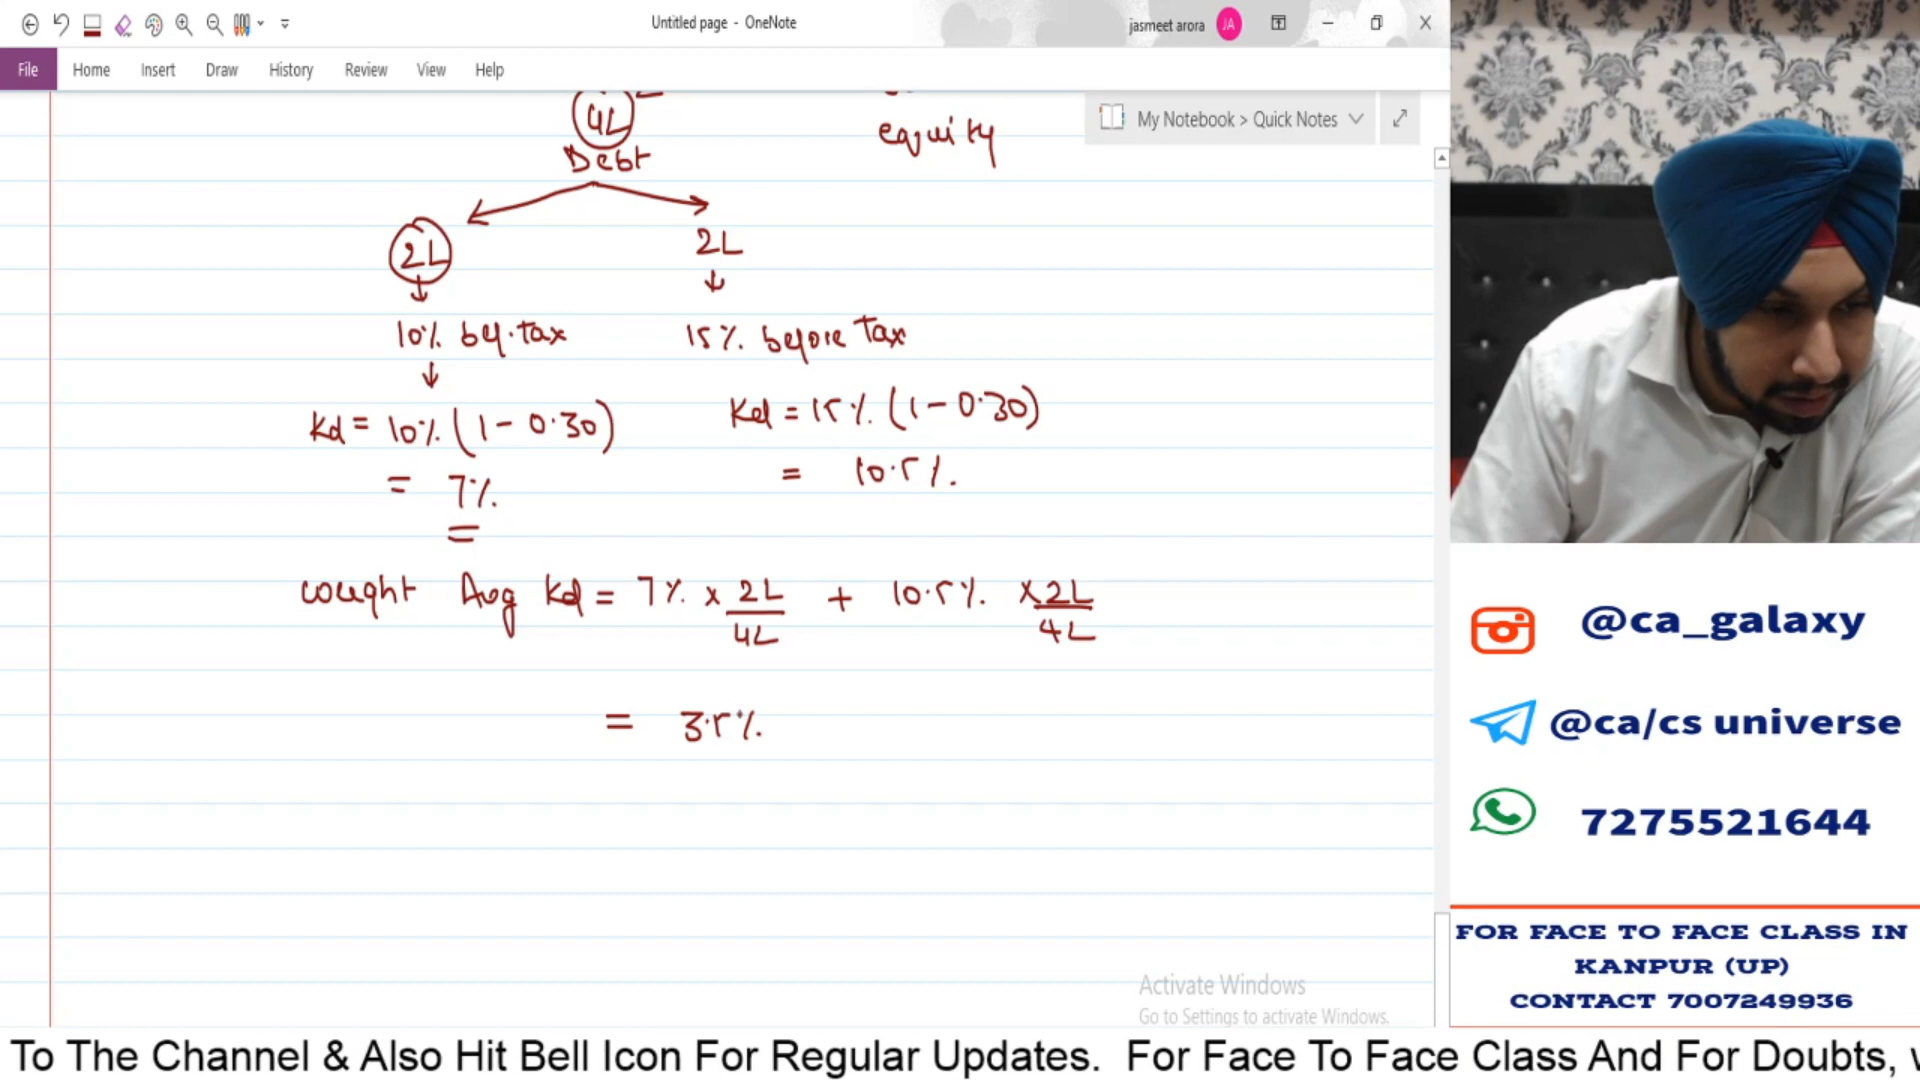 Untitled page - OneNote
jasmeet arora JA
File Home Insert Draw History Review View Help
My Notebook > Quick Notes
4L
equity
Debt
2L 2L
10% bef. tax 15% before Tax
Kd = 10% (1 - 0.30) Kd = 15% (1 - 0.30)
= 7% = 10.5%.
weight Avg Kd = 7% x 2L/4L + 10.5% x 2L/4L
= 3.5%
@ca_galaxy
@ca/cs universe
7275521644
FOR FACE TO FACE CLASS IN
KANPUR (UP)
CONTACT 7007249936
Activate Windows
Go to Settings to activate Windows.
To The Channel & Also Hit Bell Icon For Regular Updates. For Face To Face Class And For Doubts,